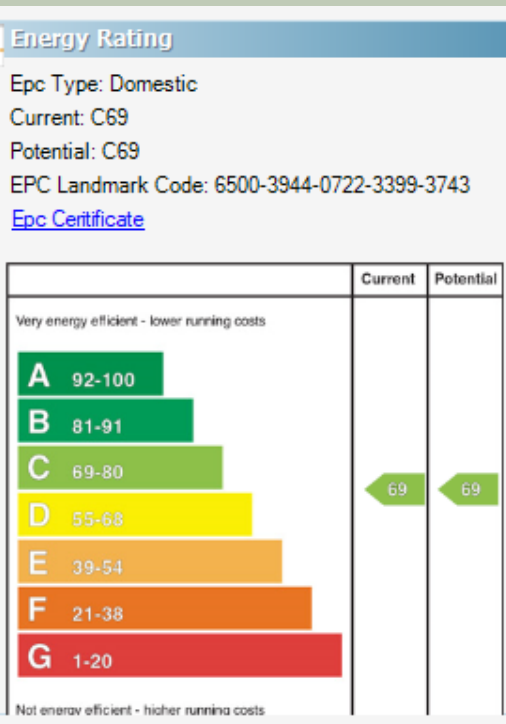 Energy Rating
Epc Type: Domestic
Current: C69
Potential: C69
EPC Landmark Code: 6500-3944-0722-3399-3743
Epc Ceritificate
Current Potential
Very energy efficient - lower running costs
A 92-100
B 81-91
C 69-80
69 69
D 55-68
E 39-54
F 21-38
G 1-20
Not energy efficient - higher running costs